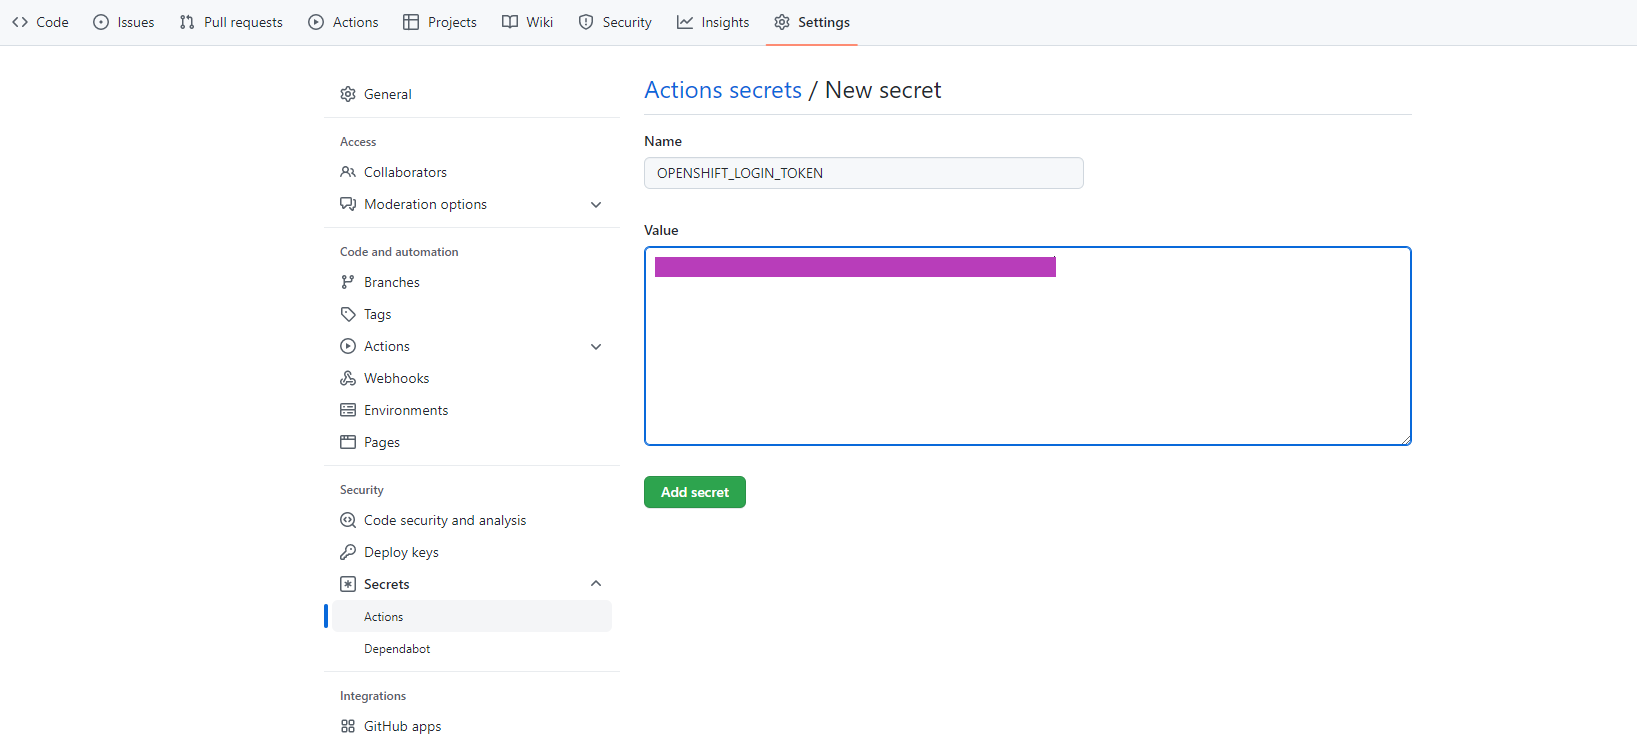 Code Issues Pull requests Actions Projects Wiki Security Insights Settings
General
Access
Collaborators
Moderation options
Code and automation
Branches
Tags
Actions
Webhooks
Environments
Pages
Security
Code security and analysis
Deploy keys
Secrets
Actions
Dependabot
Integrations
GitHub apps
Actions secrets / New secret
Name
OPENSHIFT_LOGIN_TOKEN
Value
Add secret